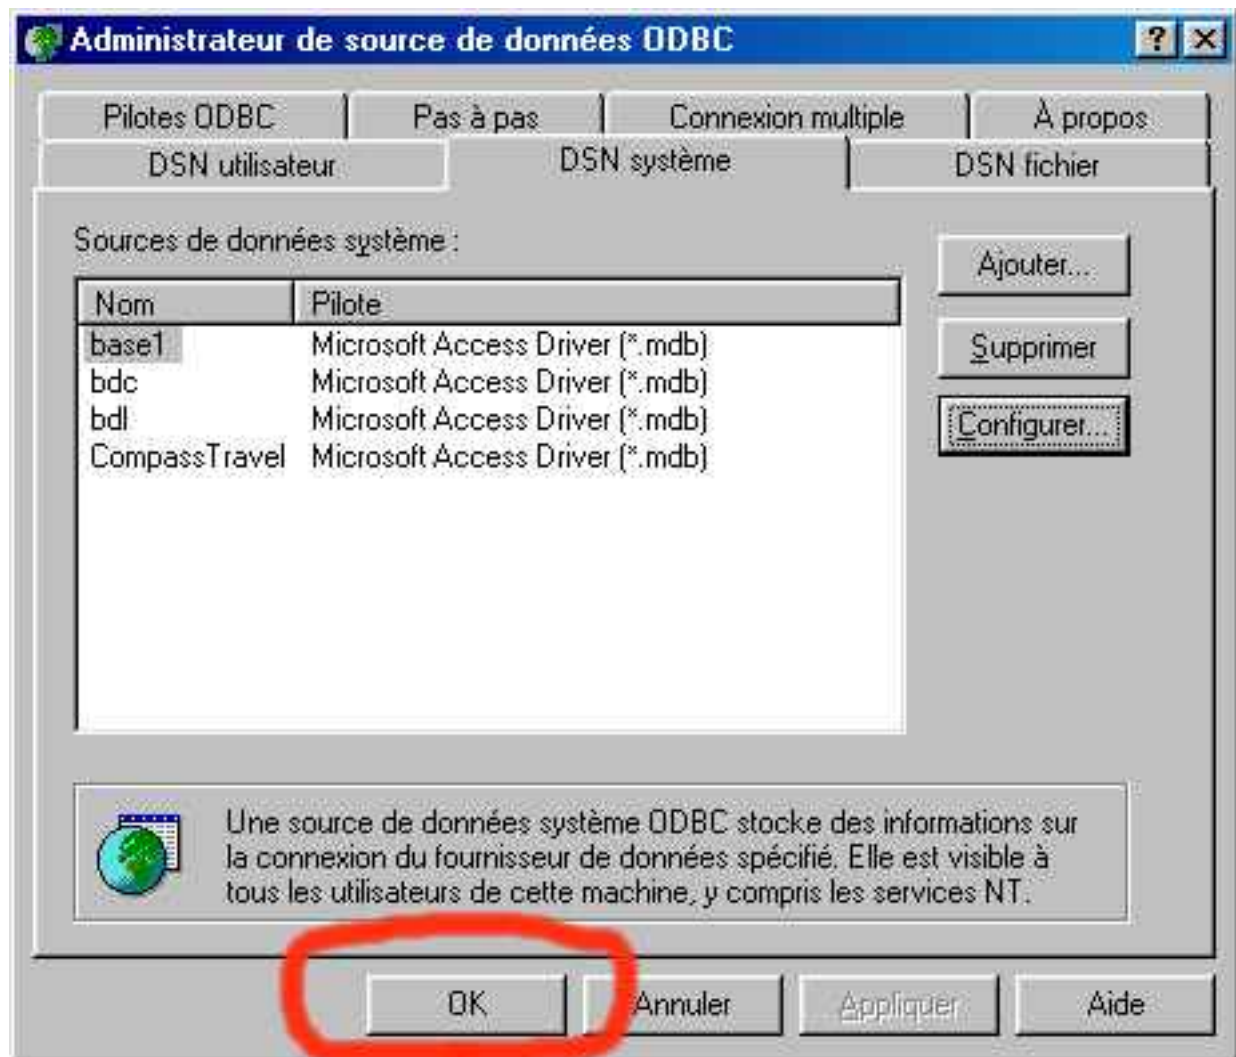 Administrateur de source de données ODBC
Pilotes ODBC Pas à pas Connexion multiple À propos
DSN utilisateur DSN système DSN fichier
Sources de données système :
Ajouter...
Nom Pilote
base1 Microsoft Access Driver (*.mdb)
Supprimer
bdc Microsoft Access Driver (*.mdb)
bdl Microsoft Access Driver (*.mdb)
Configurer...
CompassTravel Microsoft Access Driver (*.mdb)
Une source de données système ODBC stocke des informations sur
la connexion du fournisseur de données spécifié. Elle est visible à
tous les utilisateurs de cette machine, y compris les services NT.
OK Annuler Appliquer Aide